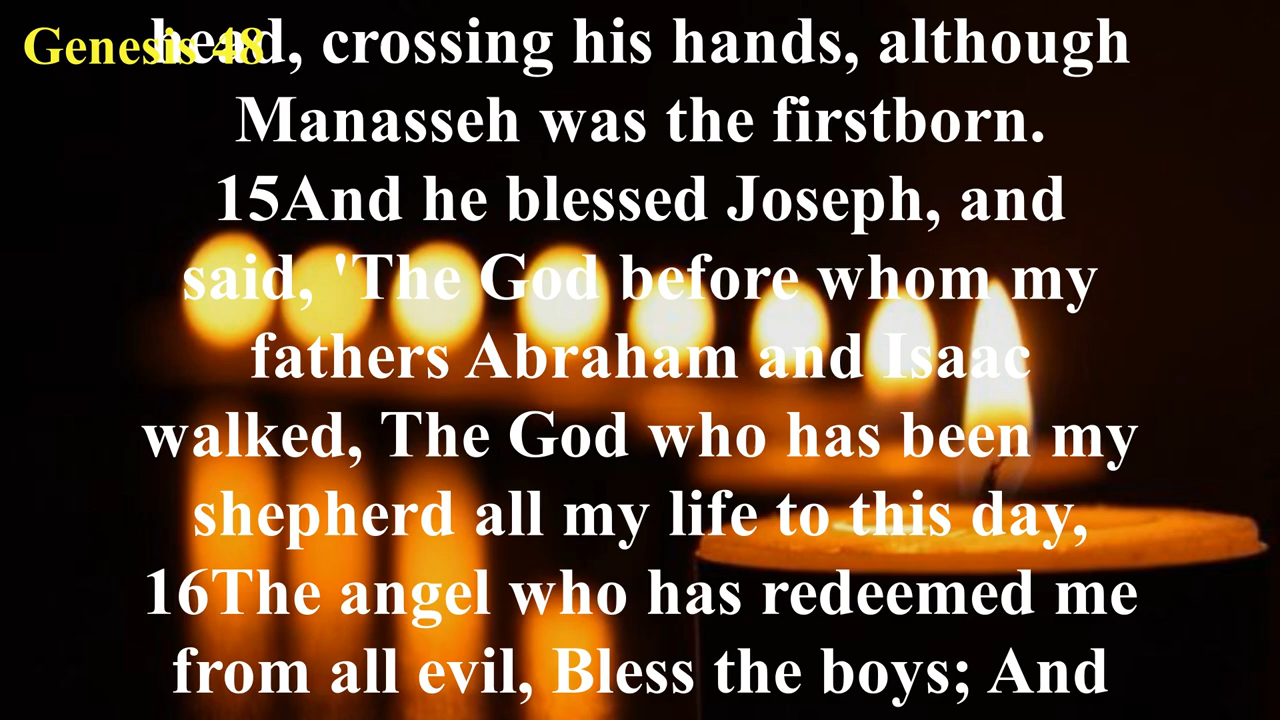 Genesis 48
head, crossing his hands, although
Manasseh was the firstborn.
15And he blessed Joseph, and
said, 'The God before whom my
fathers Abraham and Isaac
walked, The God who has been my
shepherd all my life to this day,
16The angel who has redeemed me
from all evil, Bless the boys; And